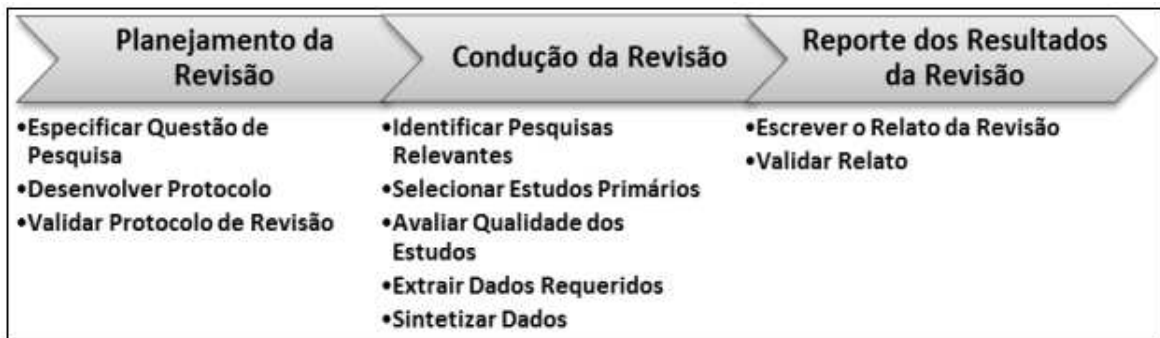 Planejamento da
Revisão
Condução da Revisão
Reporte dos Resultados
da Revisão
•Especificar Questão de
Pesquisa
•Desenvolver Protocolo
•Validar Protocolo de Revisão
•Identificar Pesquisas
Relevantes
•Selecionar Estudos Primários
•Avaliar Qualidade dos
Estudos
•Extrair Dados Requeridos
•Sintetizar Dados
•Escrever o Relato da Revisão
•Validar Relato